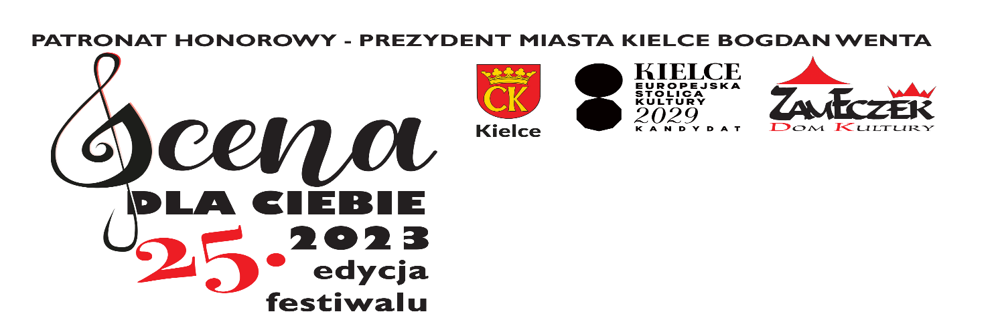 PATRONAT HONOROWY - PREZYDENT MIASTA KIELCE BOGDAN WENTA
Scena
DLA CIEBIE
2023
25.
edycja
festiwalu
CK
Kielce
KIELCE
EUROPEJSKA
STOLICA
KULTURY
2029
KANDYDAT
ZAMECZEK
DOM KULTURY